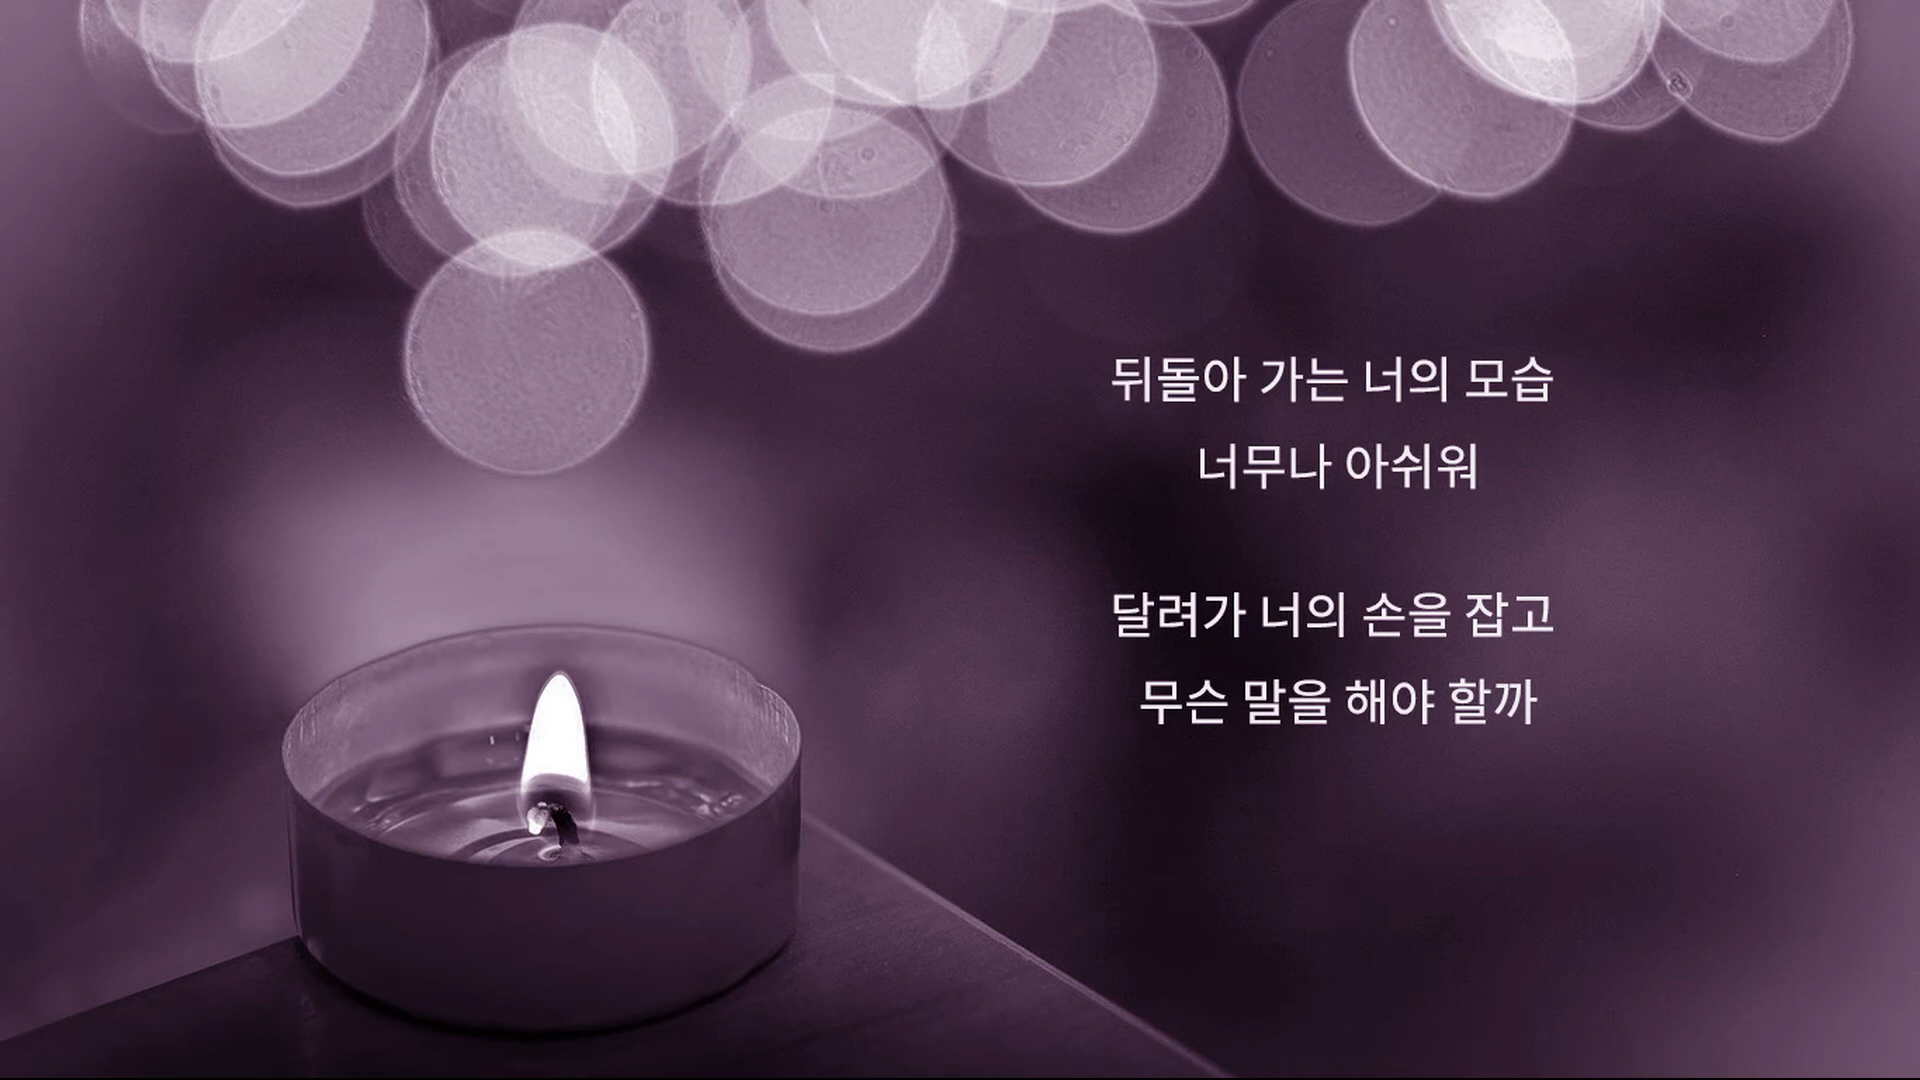 뒤돌아 가는 너의 모습
너무나 아쉬워
달려가 너의 손을 잡고
무슨 말을 해야 할까